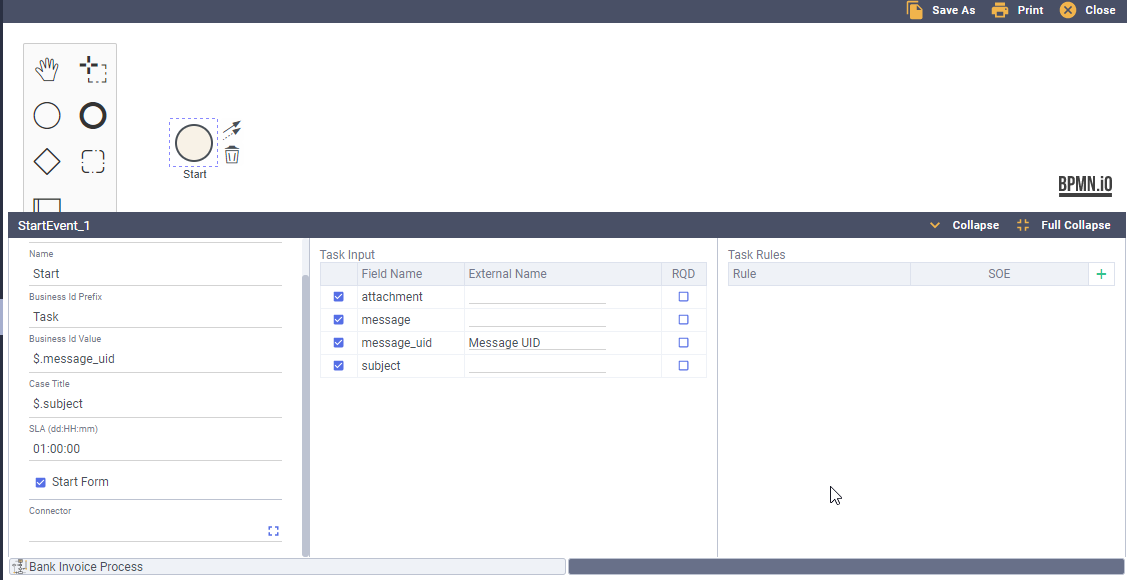 Save As Print Close
Start
BPMN.iO
StartEvent_1 Collapse Full Collapse
Name
Start
Business Id Prefix
Task
Business Id Value
$.message_uid
Case Title
$.subject
SLA (dd:HH:mm)
01:00:00
Start Form
Connector
Task Input
Field Name External Name RQD
attachment
message
message_uid Message UID
subject
Task Rules
Rule SOE +
Bank Invoice Process